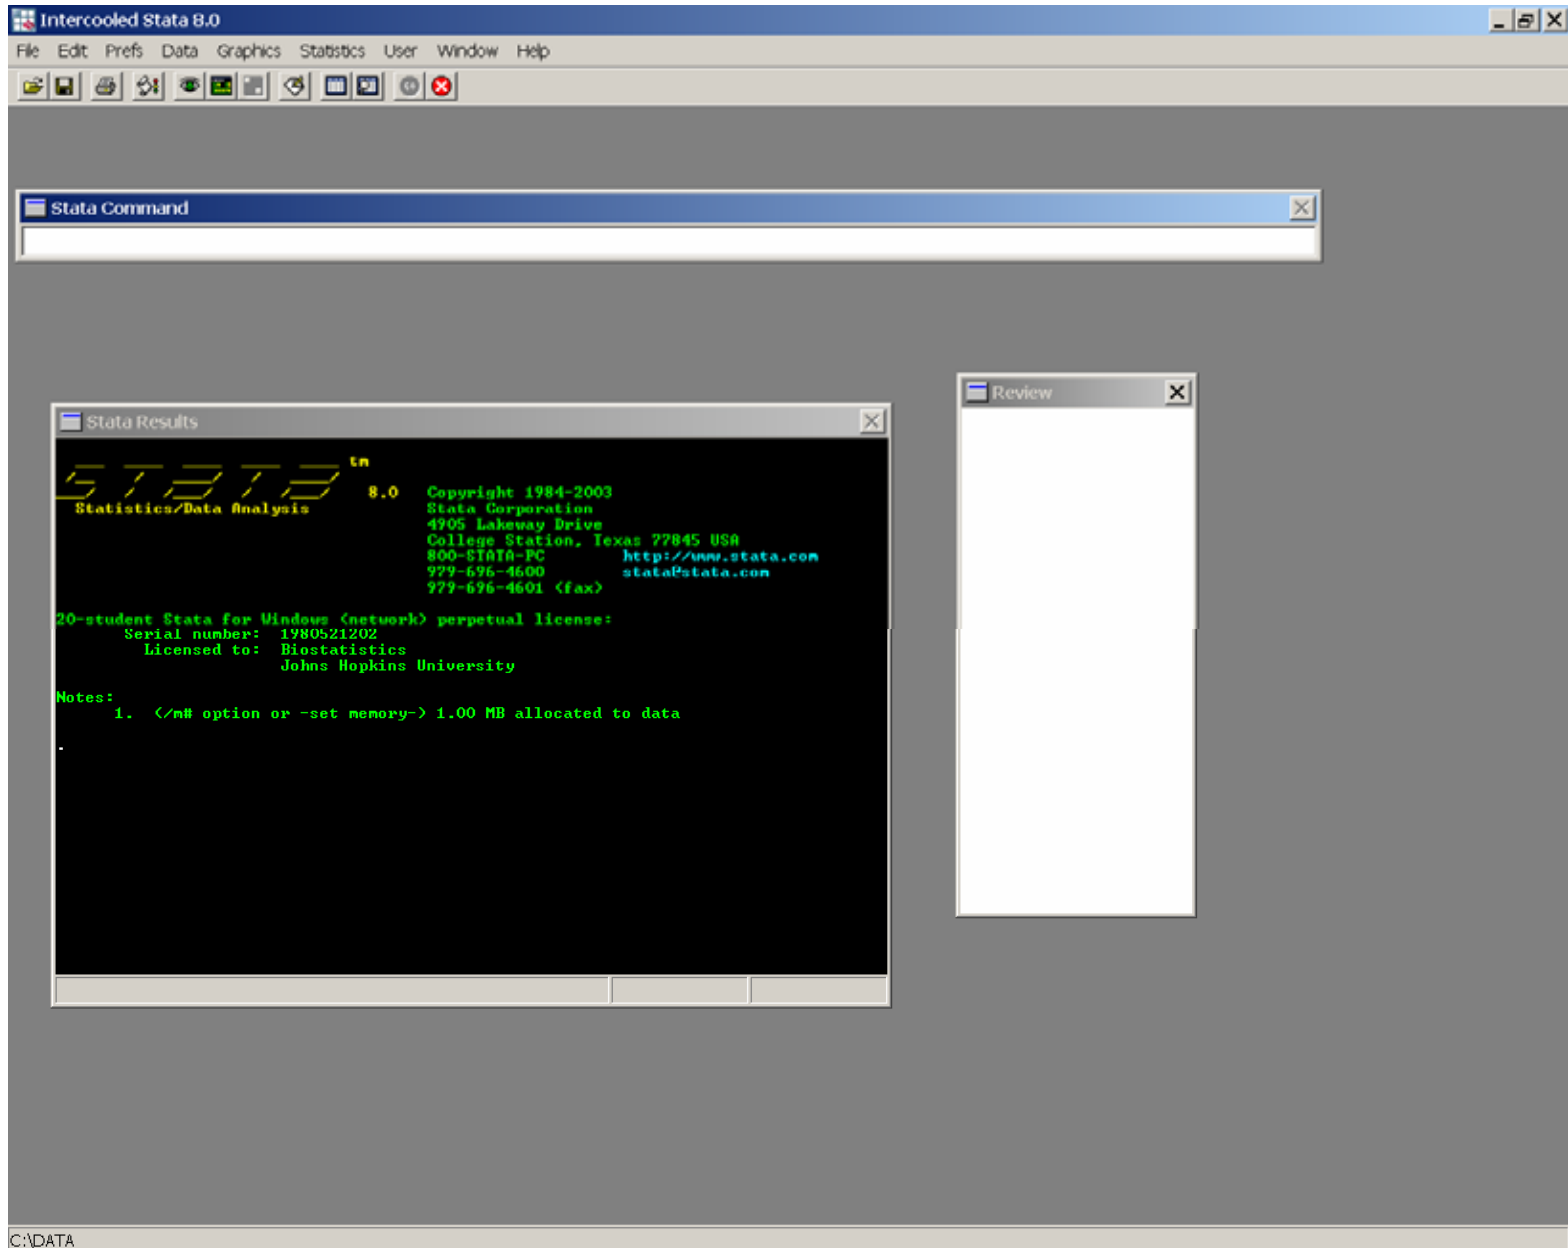 Intercooled Stata 8.0
File Edit Prefs Data Graphics Statistics User Window Help
Stata Command
Review
Stata Results
STATA tm
8.0 Copyright 1984-2003
Statistics/Data Analysis Stata Corporation
4905 Lakeway Drive
College Station, Texas 77845 USA
800-STATA-PC http://www.stata.com
979-696-4600 stata@stata.com
979-696-4601 (fax)
20-student Stata for Windows (network) perpetual license:
Serial number: 1980521202
Licensed to: Biostatistics
Johns Hopkins University
Notes:
1. (/m# option or -set memory-) 1.00 MB allocated to data
.
C:\DATA